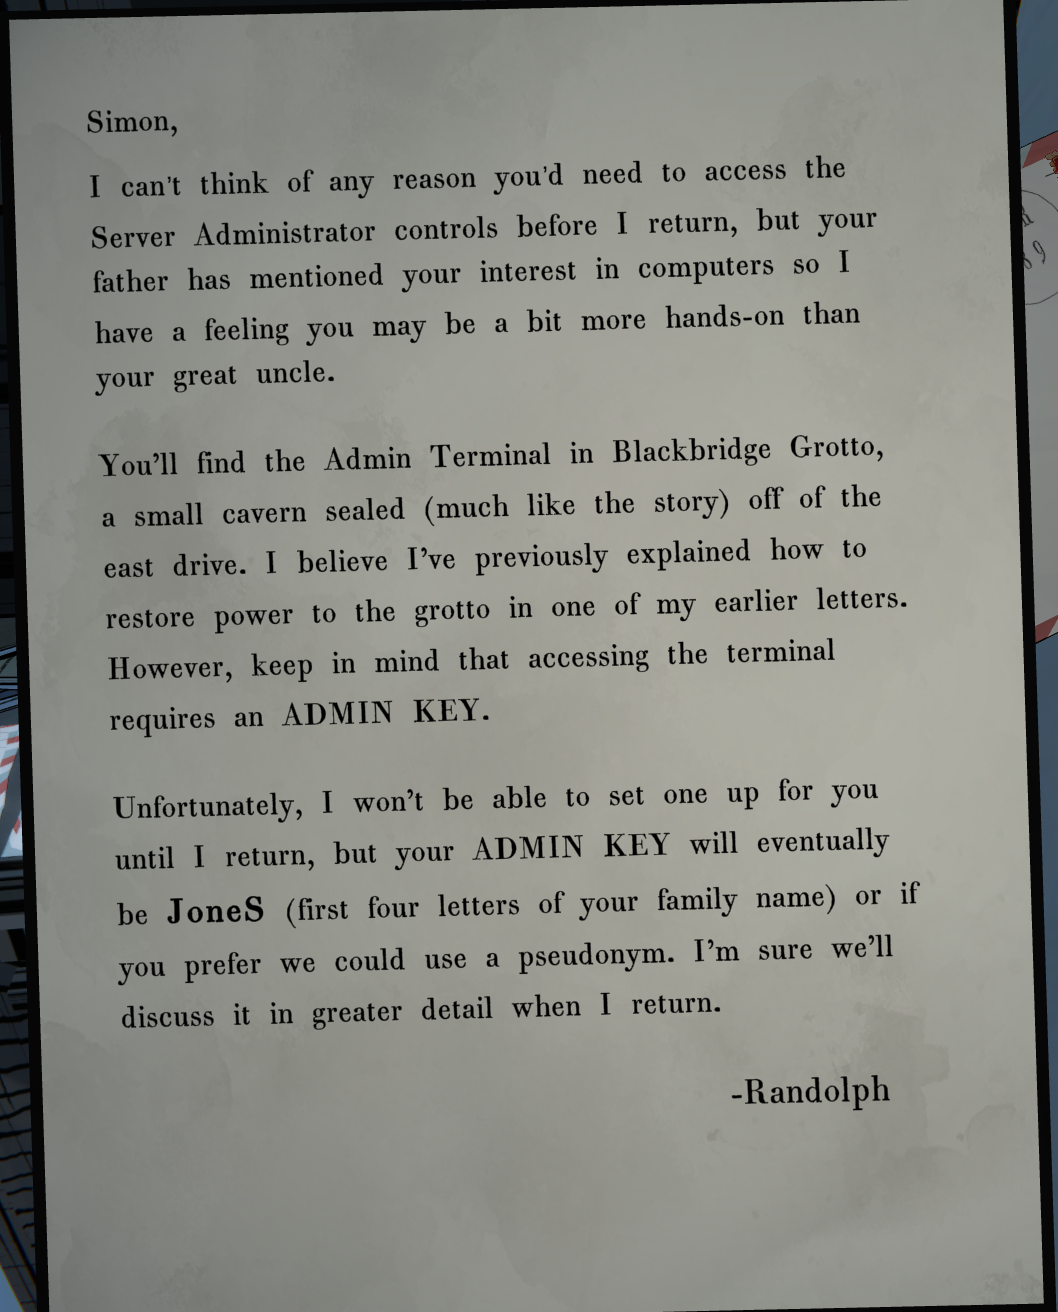 Simon,
I can't think of any reason you'd need to access the
Server Administrator controls before I return, but your
father has mentioned your interest in computers so I
have a feeling you may be a bit more hands-on than
your great uncle.
You'll find the Admin Terminal in Blackbridge Grotto,
a small cavern sealed (much like the story) off of the
east drive. I believe I've previously explained how to
restore power to the grotto in one of my earlier letters.
However, keep in mind that accessing the terminal
requires an ADMIN KEY.
Unfortunately, I won't be able to set one up for you
until I return, but your ADMIN KEY will eventually
be JoneS (first four letters of your family name) or if
you prefer we could use a pseudonym. I'm sure we'll
discuss it in greater detail when I return.
-Randolph